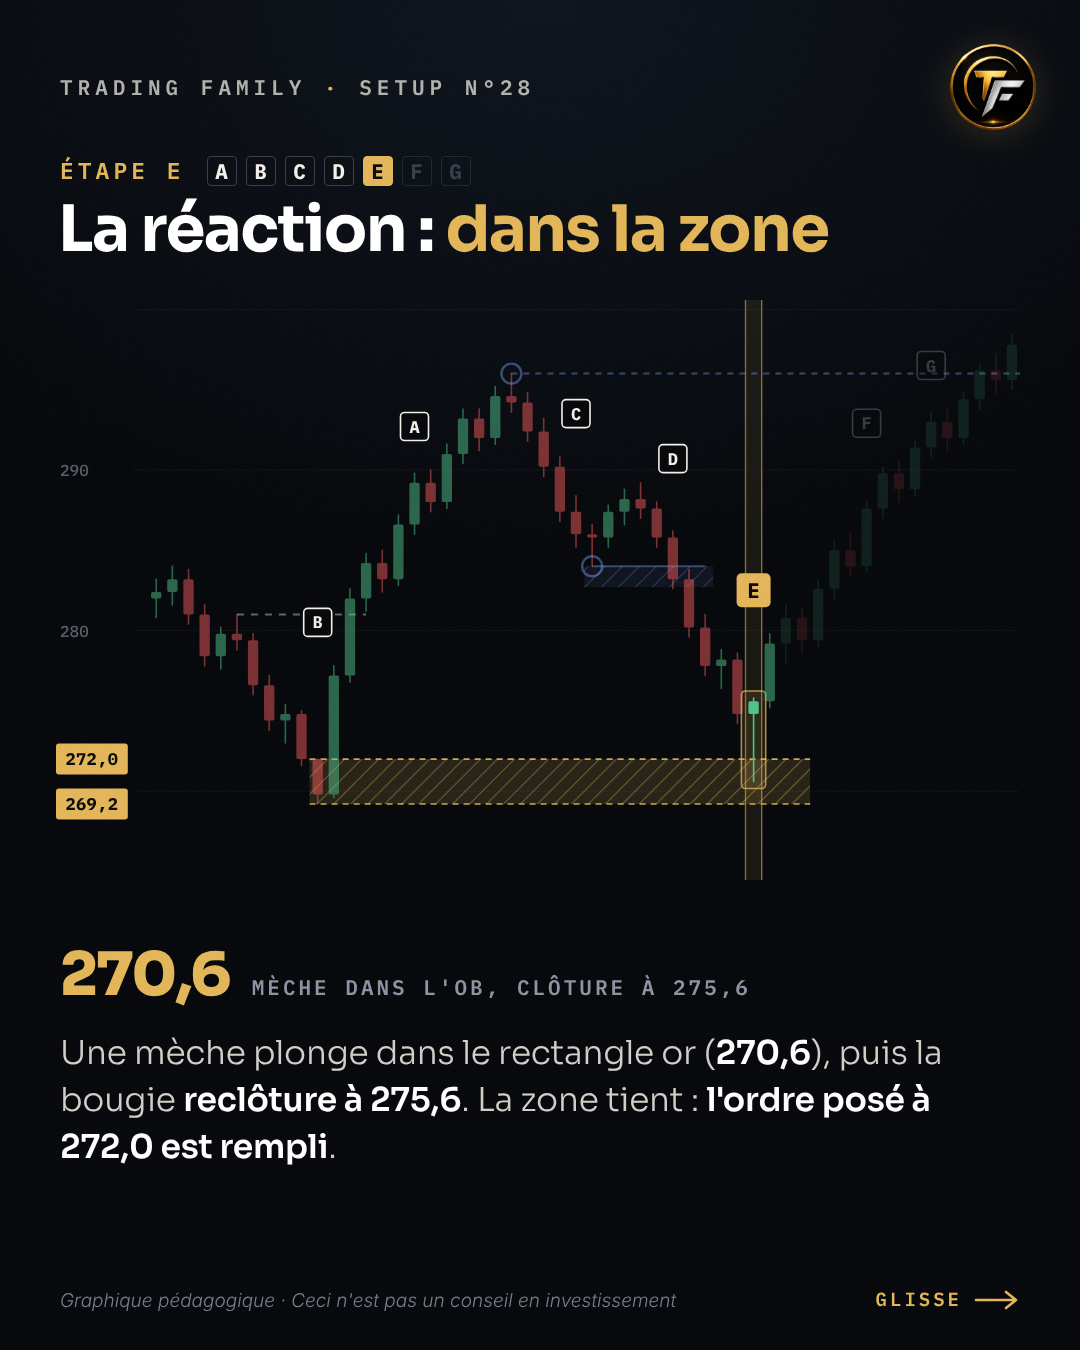 TRADING FAMILY · SETUP N°28
TF
ÉTAPE E A B C D E F G
La réaction : dans la zone
G
A
C
F
D
290
E
B
280
272,0
269,2
270,6 MÈCHE DANS L'OB, CLÔTURE À 275,6
Une mèche plonge dans le rectangle or (270,6), puis la
bougie reclôture à 275,6. La zone tient : l'ordre posé à
272,0 est rempli.
Graphique pédagogique · Ceci n'est pas un conseil en investissement
GLISSE